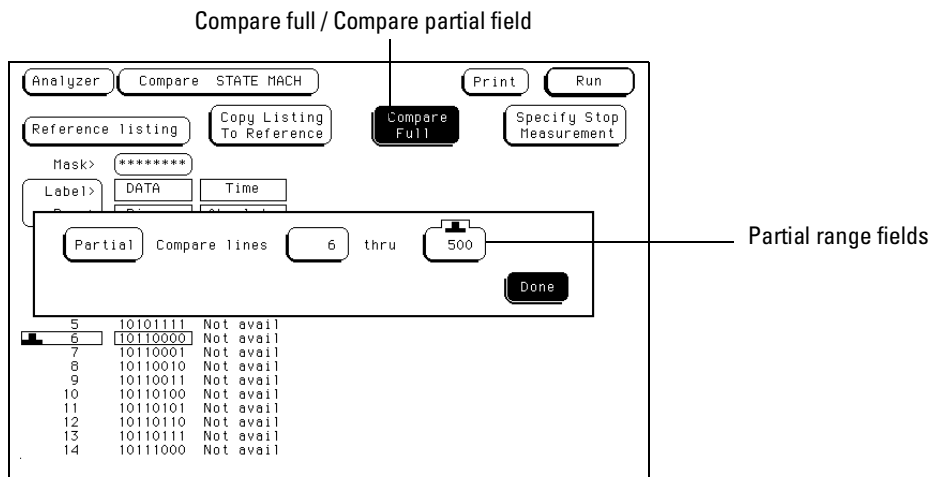 Compare full / Compare partial field
Analyzer Compare STATE MACH Print Run
Reference listing Copy Listing To Reference Compare Full Specify Stop Measurement
Mask> ********
Label> DATA Time
Partial Compare lines 6 thru 500
Partial range fields
Done
5 10101111 Not avail
6 10110000 Not avail
7 10110001 Not avail
8 10110010 Not avail
9 10110011 Not avail
10 10110100 Not avail
11 10110101 Not avail
12 10110110 Not avail
13 10110111 Not avail
14 10111000 Not avail